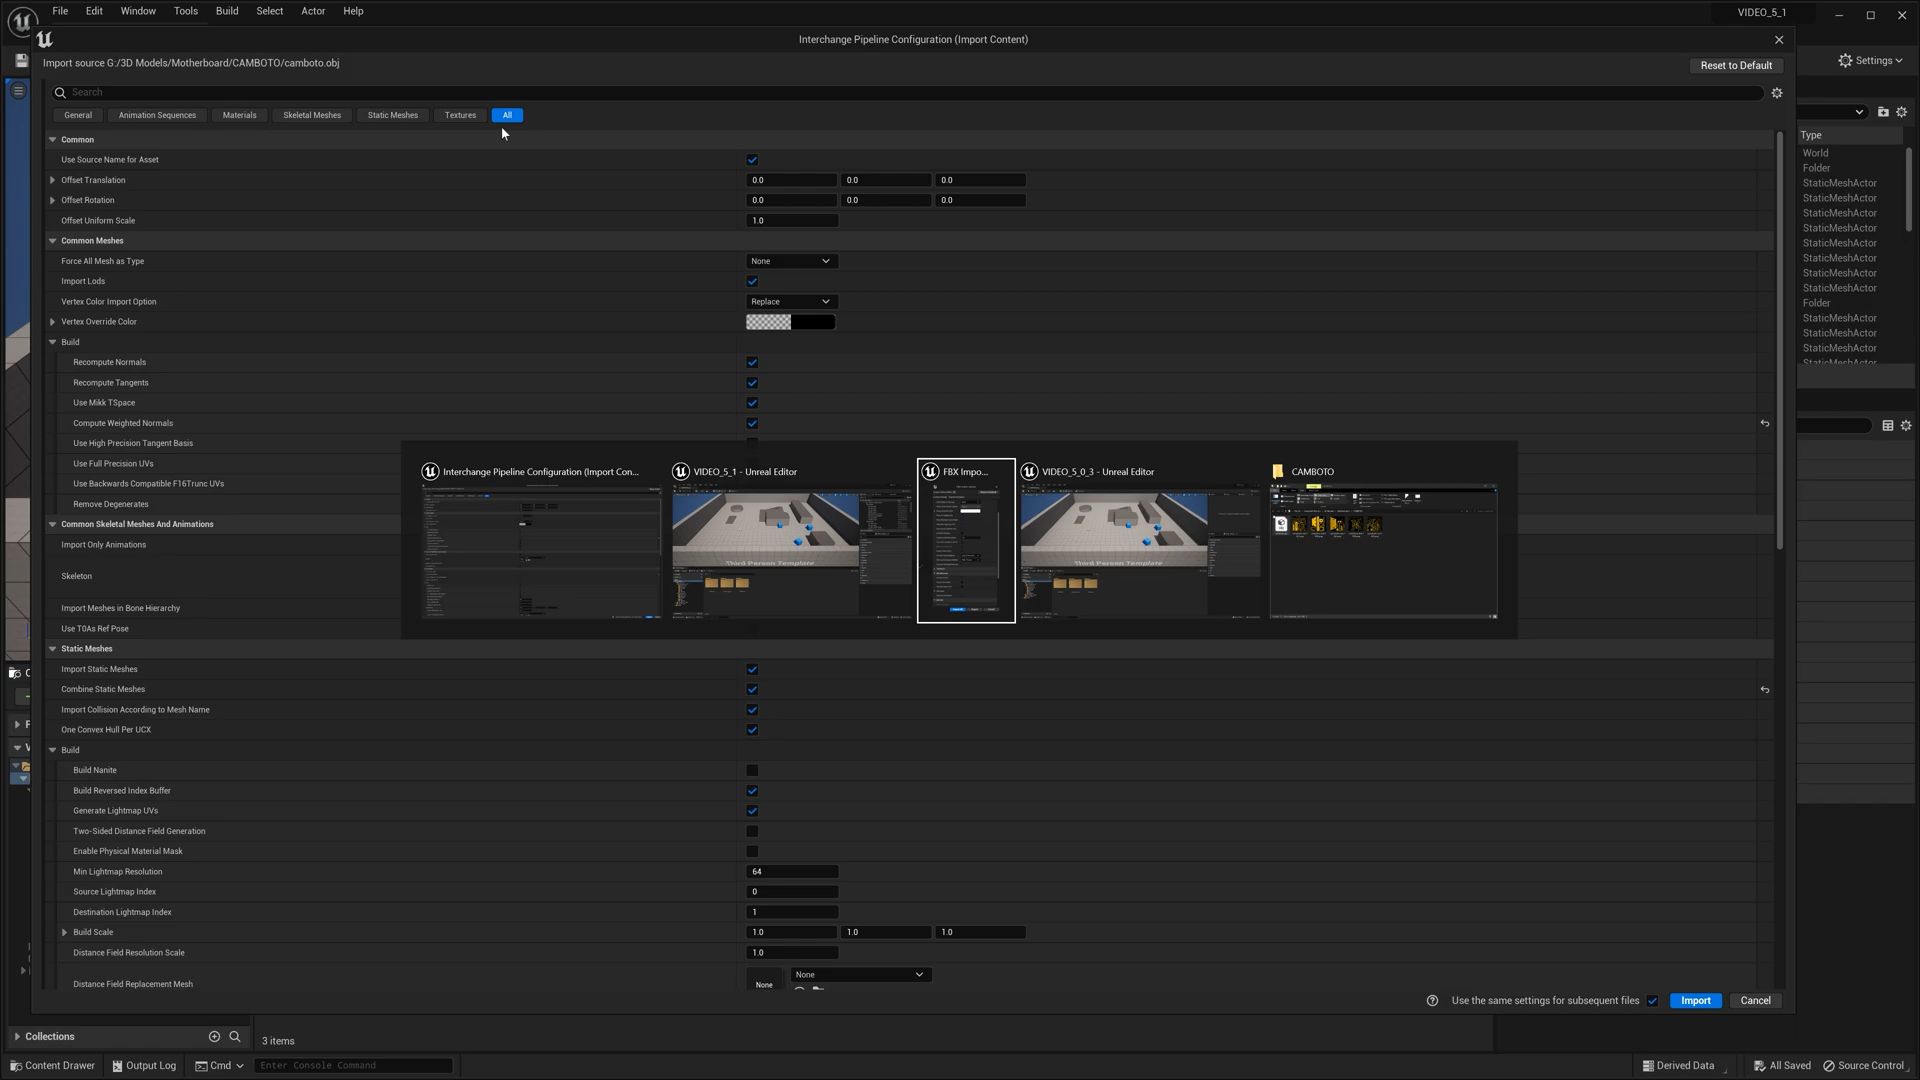 File Edit Window Tools Build Select Actor Help
VIDEO_5_1
Interchange Pipeline Configuration (Import Content)
Import source G:/3D Models/Motherboard/CAMBOTO/camboto.obj
Reset to Default
Settings
Search
General Animation Sequences Materials Skeletal Meshes Static Meshes Textures All
Common
Use Source Name for Asset
Offset Translation 0.0 0.0 0.0
Offset Rotation 0.0 0.0 0.0
Offset Uniform Scale 1.0
Common Meshes
Force All Mesh as Type None
Import Lods
Vertex Color Import Option Replace
Vertex Override Color
Build
Recompute Normals
Recompute Tangents
Use Mikk TSpace
Compute Weighted Normals
Use High Precision Tangent Basis
Use Full Precision UVs
Use Backwards Compatible F16Trunc UVs
Remove Degenerates
Common Skeletal Meshes And Animations
Import Only Animations
Skeleton
Import Meshes in Bone Hierarchy
Use T0As Ref Pose
Interchange Pipeline Configuration (Import Con...
VIDEO_5_1 - Unreal Editor
FBX Impo...
VIDEO_5_0_3 - Unreal Editor
CAMBOTO
Third Person Template
Third Person Template
Static Meshes
Import Static Meshes
Combine Static Meshes
Import Collision According to Mesh Name
One Convex Hull Per UCX
Build
Build Nanite
Build Reversed Index Buffer
Generate Lightmap UVs
Two-Sided Distance Field Generation
Enable Physical Material Mask
Min Lightmap Resolution 64
Source Lightmap Index 0
Destination Lightmap Index 1
Build Scale 1.0 1.0 1.0
Distance Field Resolution Scale 1.0
Distance Field Replacement Mesh None None
Use the same settings for subsequent files Import Cancel
Type
World
Folder
StaticMeshActor
StaticMeshActor
StaticMeshActor
StaticMeshActor
StaticMeshActor
StaticMeshActor
StaticMeshActor
StaticMeshActor
Folder
StaticMeshActor
StaticMeshActor
StaticMeshActor
StaticMeshActor
Collections
3 items
Content Drawer Output Log Cmd Enter Console Command
Derived Data All Saved Source Control